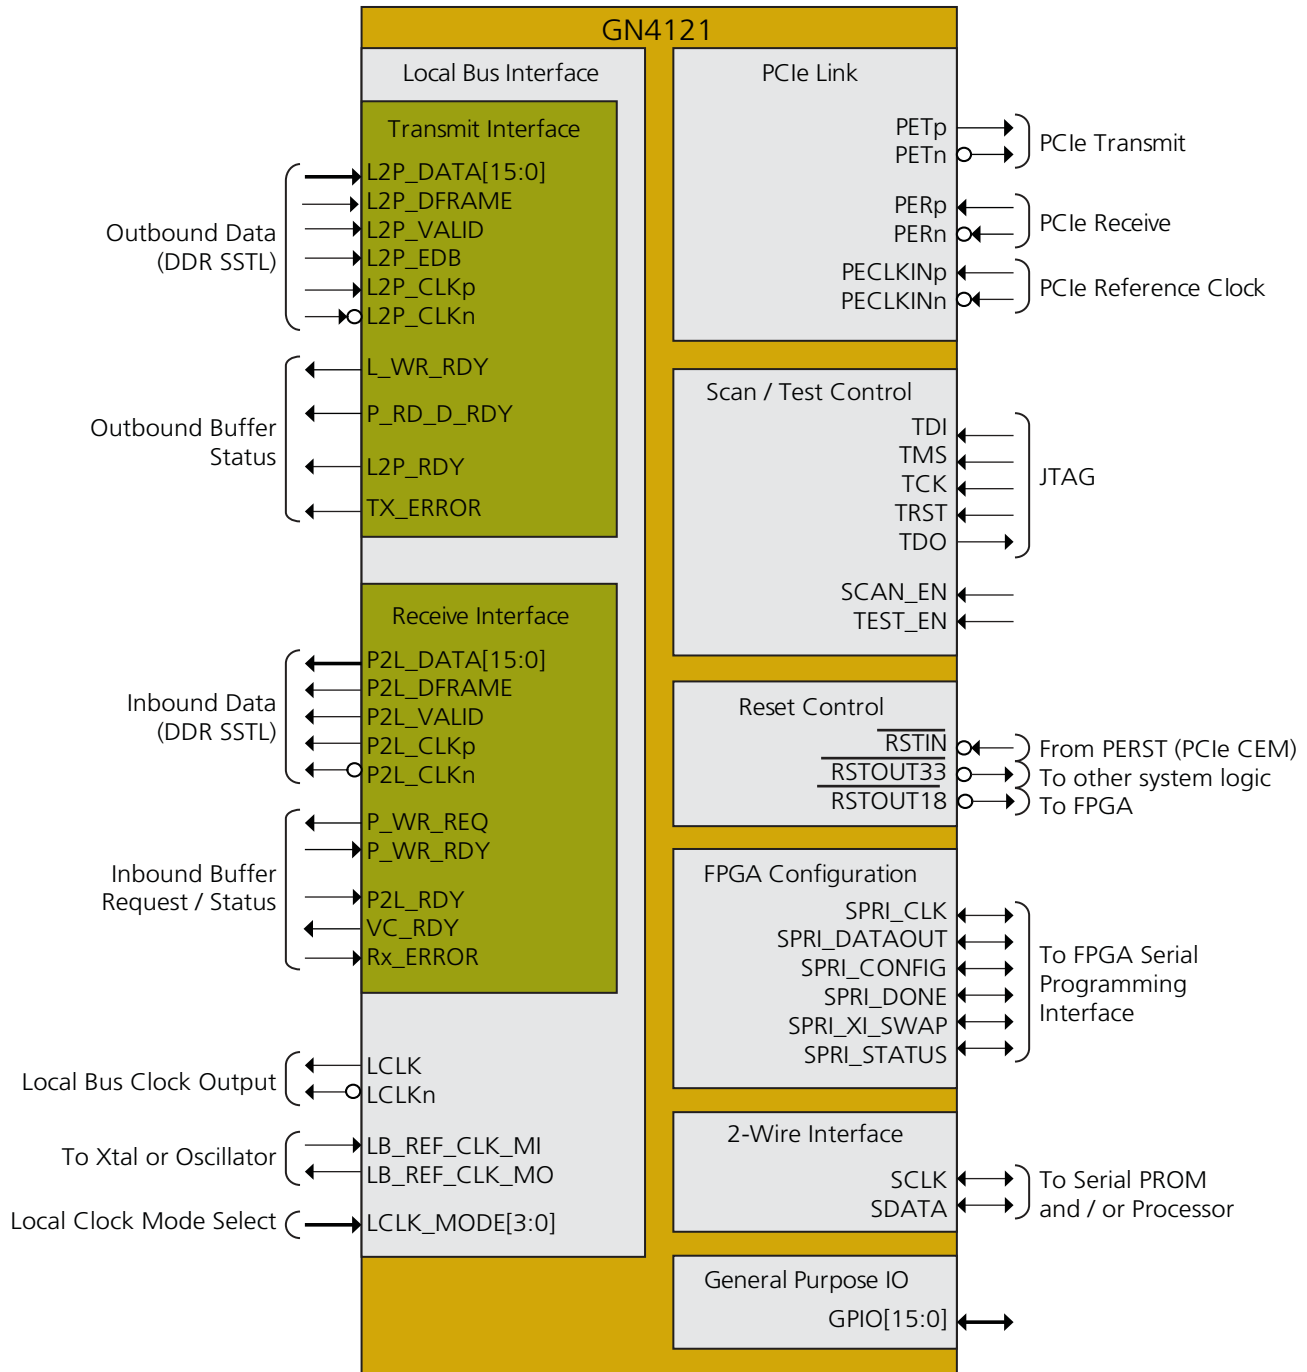 GN4121
Local Bus Interface
Transmit Interface
Outbound Data
(DDR SSTL)
L2P_DATA[15:0]
L2P_DFRAME
L2P_VALID
L2P_EDB
L2P_CLKp
L2P_CLKn
Outbound Buffer
Status
L_WR_RDY
P_RD_D_RDY
L2P_RDY
TX_ERROR
Receive Interface
Inbound Data
(DDR SSTL)
P2L_DATA[15:0]
P2L_DFRAME
P2L_VALID
P2L_CLKp
P2L_CLKn
Inbound Buffer
Request / Status
P_WR_REQ
P_WR_RDY
P2L_RDY
VC_RDY
Rx_ERROR
Local Bus Clock Output
LCLK
LCLKn
To Xtal or Oscillator
LB_REF_CLK_MI
LB_REF_CLK_MO
Local Clock Mode Select
LCLK_MODE[3:0]
PCIe Link
PETp
PETn
PCIe Transmit
PERp
PERn
PCIe Receive
PECLKINp
PECLKINn
PCIe Reference Clock
Scan / Test Control
TDI
TMS
TCK
TRST
TDO
JTAG
SCAN_EN
TEST_EN
Reset Control
RSTIN
From PERST (PCIe CEM)
RSTOUT33
To other system logic
RSTOUT18
To FPGA
FPGA Configuration
SPRI_CLK
SPRI_DATAOUT
SPRI_CONFIG
SPRI_DONE
SPRI_XI_SWAP
SPRI_STATUS
To FPGA Serial
Programming
Interface
2-Wire Interface
SCLK
SDATA
To Serial PROM
and / or Processor
General Purpose IO
GPIO[15:0]